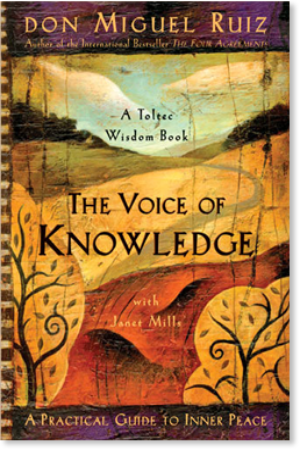 DON MIGUEL RUIZ
Author of the International Bestseller THE FOUR AGREEMENTS
A Toltec
Wisdom Book
THE VOICE OF
KNOWLEDGE
with
Janet Mills
A PRACTICAL GUIDE TO INNER PEACE